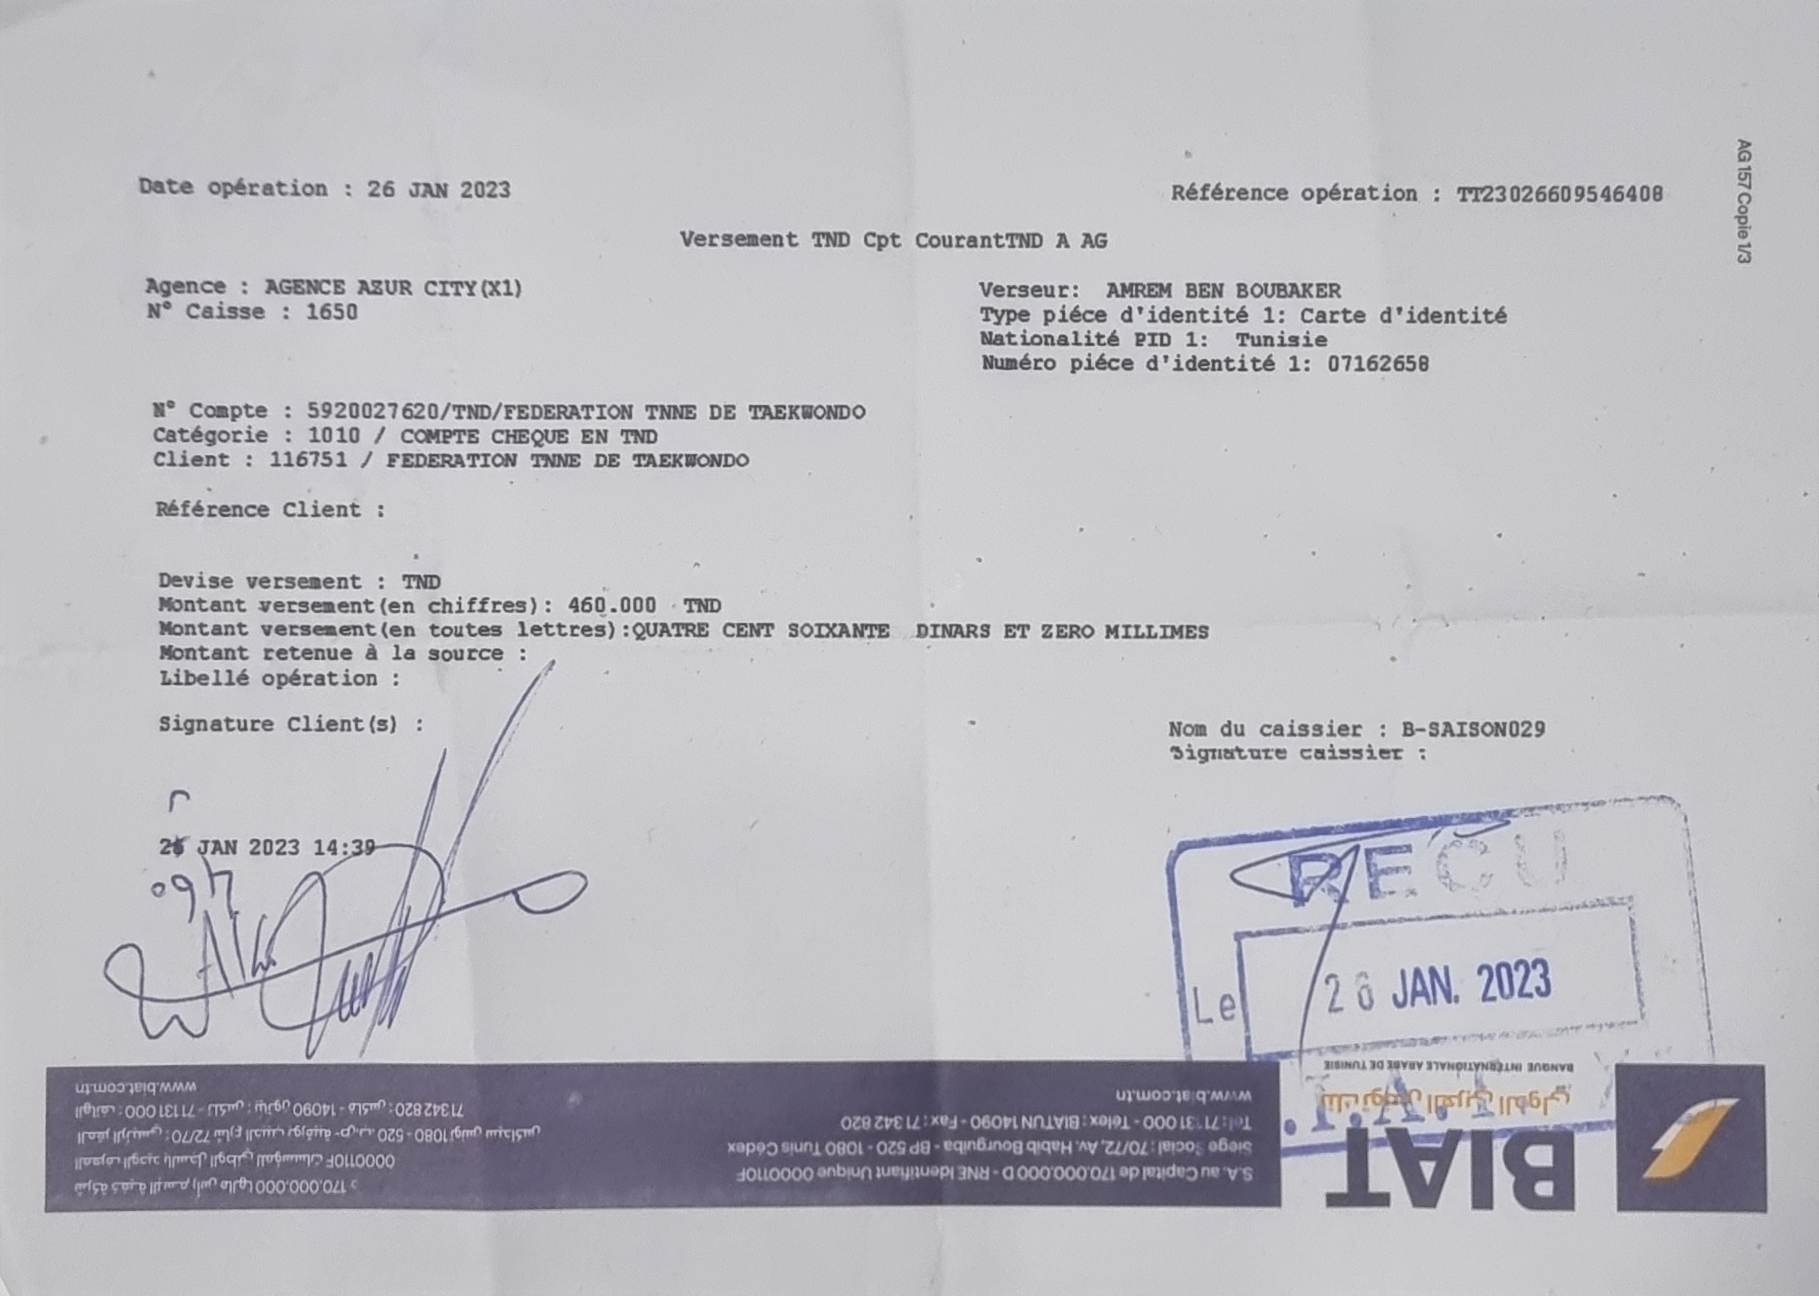 AG 157 Copie 1/3
Date opération : 26 JAN 2023
Référence opération : TT23026609546408
Versement TND Cpt CourantTND A AG
Agence : AGENCE AZUR CITY(X1)
N° Caisse : 1650
Verseur: AMREM BEN BOUBAKER
Type piéce d'identité 1: Carte d'identité
Nationalité PID 1: Tunisie
Numéro piéce d'identité 1: 07162658
N° Compte : 5920027620/TND/FEDERATION TNNE DE TAEKWONDO
Catégorie : 1010 / COMPTE CHEQUE EN TND
Client : 116751 / FEDERATION TNNE DE TAEKWONDO
Référence Client :
Devise versement : TND
Montant versement(en chiffres): 460.000 TND
Montant versement(en toutes lettres):QUATRE CENT SOIXANTE DINARS ET ZERO MILLIMES
Montant retenue à la source :
Libellé opération :
Signature Client(s) :
Nom du caissier : B-SAISON029
Signature caissier :
26 JAN 2023 14:39
REÇU
Le 26 JAN. 2023
BIAT
بنك تونس العربي الدولي
BANQUE INTERNATIONALE ARABE DE TUNISIE
S.A. au Capital de 170.000.000 D - RNE Identifiant Unique 0000110F
Siège Social : 70/72, Av. Habib Bourguiba - BP 520 - 1080 Tunis Cédex
Tél : 71 131 000 - Télex : BIATUN 14090 - Fax : 71 342 820
www.biat.com.tn
0000110F
www.biat.com.tn